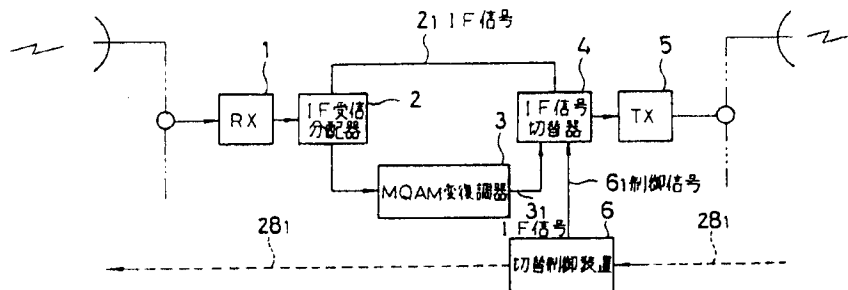 2₁ IF信号
1
RX
IF受信
分配器
2
4
IF信号
切替器
5
TX
3
MQAM変復調器
3₁
IF信号
6₁制御信号
6
切替制御装置
28₁
28₁